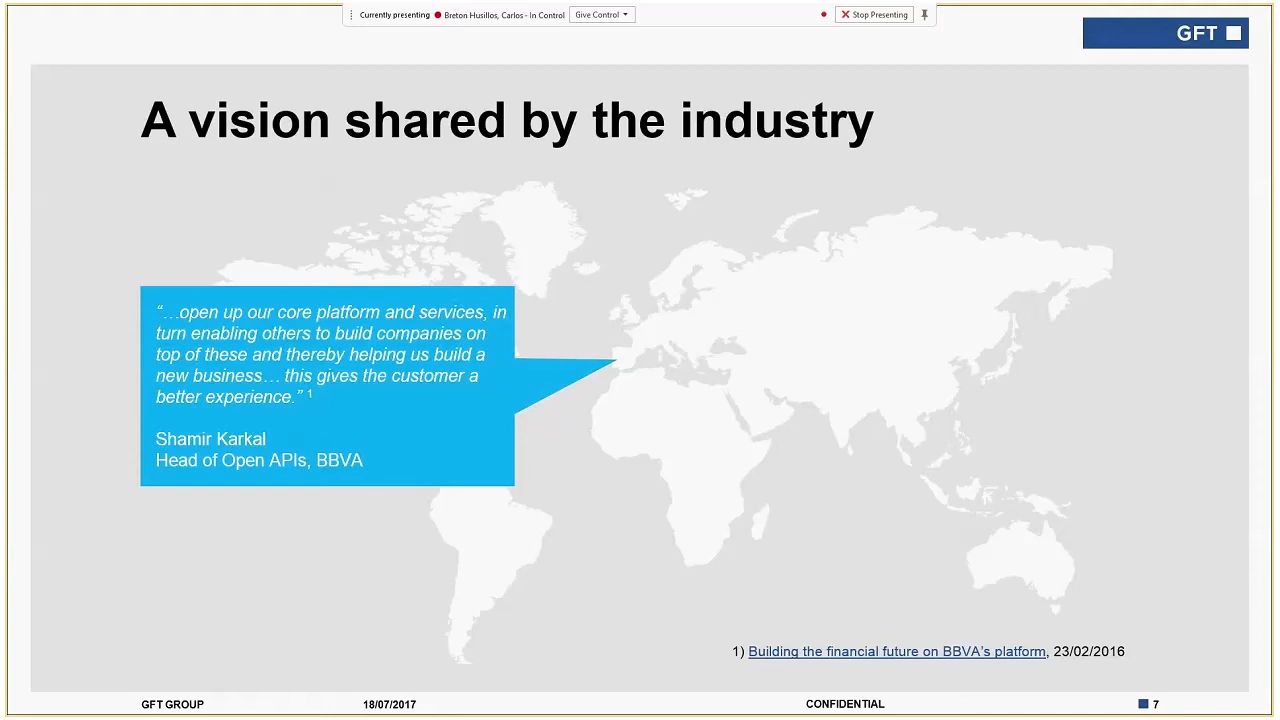 Currently presenting Breton Husillos, Carlos - In Control Give Control Stop Presenting
GFT
A vision shared by the industry
“…open up our core platform and services, in
turn enabling others to build companies on
top of these and thereby helping us build a
new business… this gives the customer a
better experience.” 1
Shamir Karkal
Head of Open APIs, BBVA
1) Building the financial future on BBVA’s platform, 23/02/2016
GFT GROUP 18/07/2017 CONFIDENTIAL 7